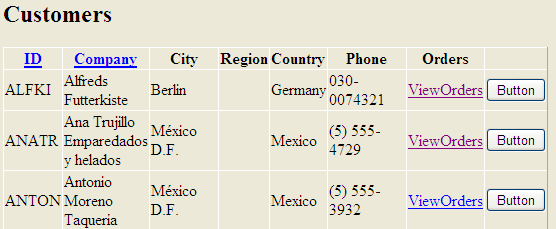 Customers
ID Company City Region Country Phone Orders
ALFKI Alfreds Futterkiste Berlin Germany 030-0074321 ViewOrders Button
ANATR Ana Trujillo Emparedados y helados México D.F. Mexico (5) 555-4729 ViewOrders Button
ANTON Antonio Moreno Taqueria México D.F. Mexico (5) 555-3932 ViewOrders Button